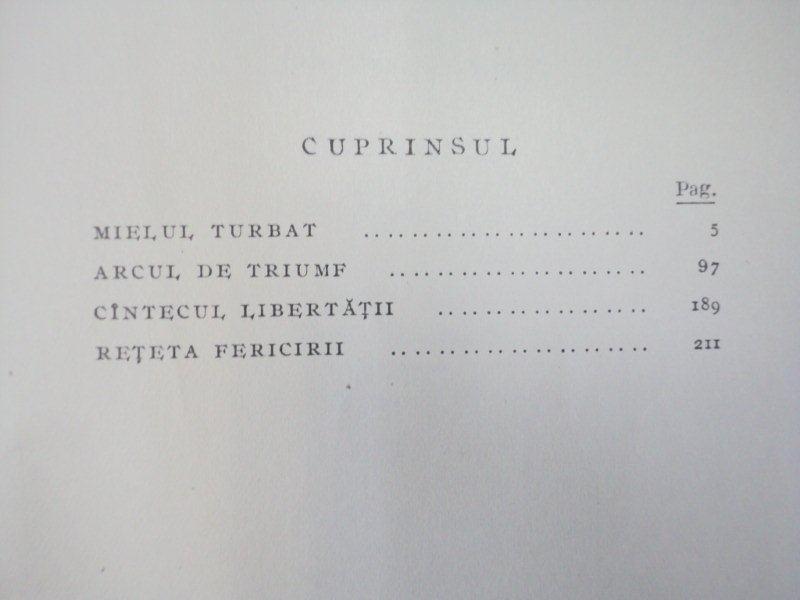 CUPRINSUL
Pag.
MIELUL TURBAT ........................ 5
ARCUL DE TRIUMF ...................... 97
CÎNTECUL LIBERTĂȚII .................. 189
REȚETA FERICIRII ...................... 211